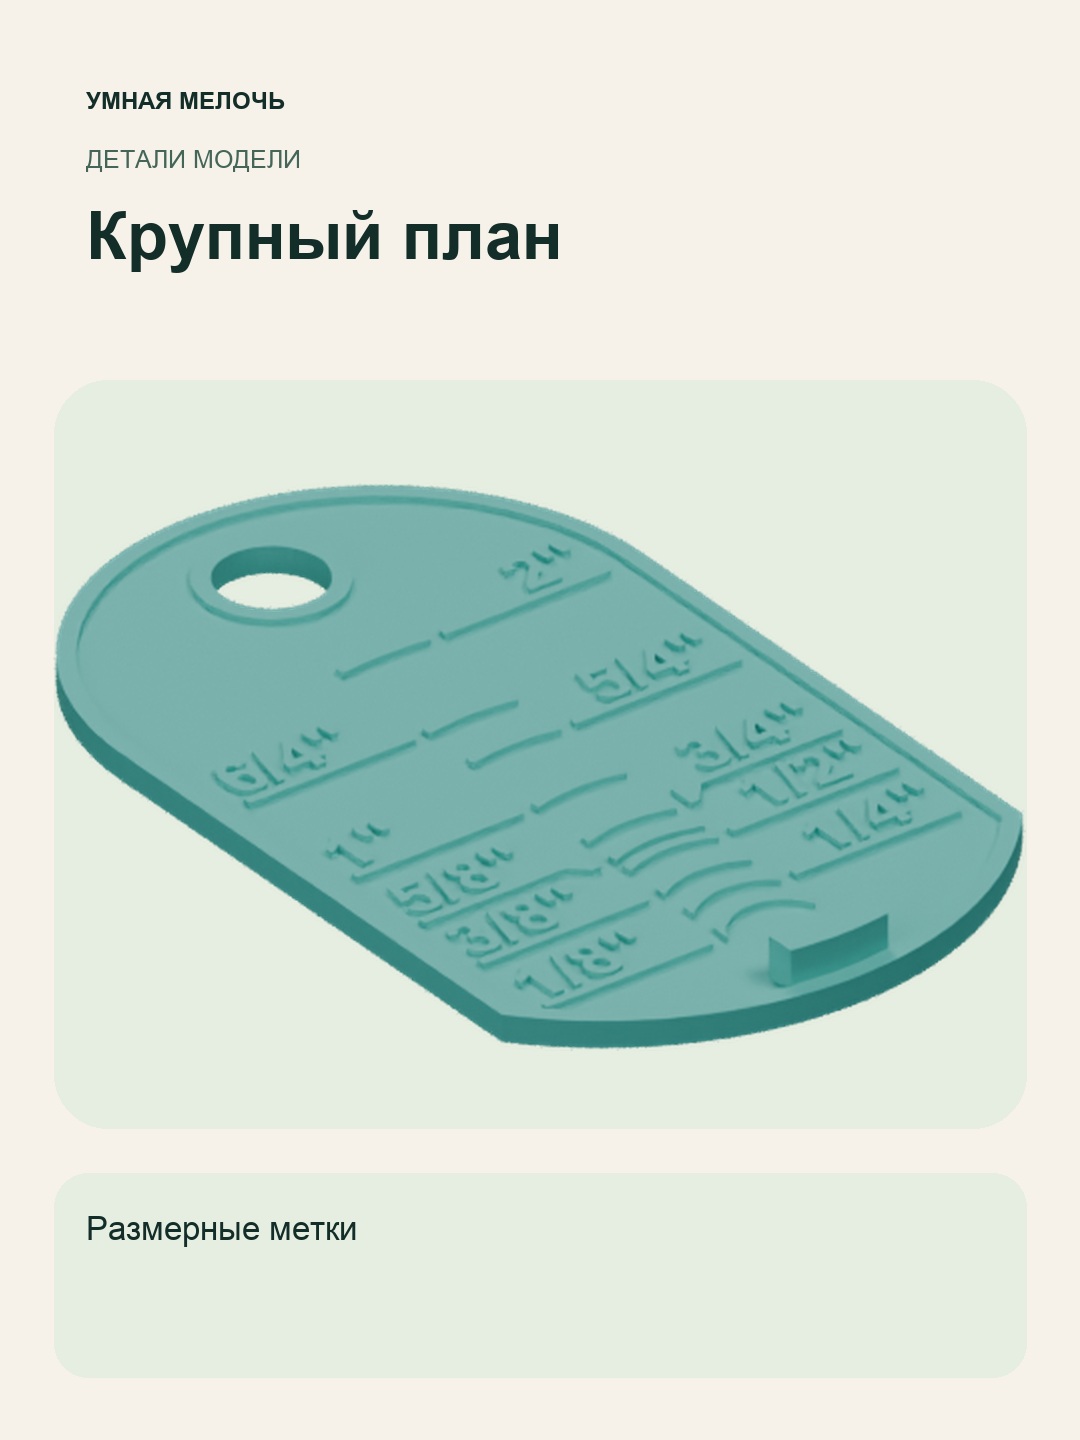 УМНАЯ МЕЛОЧЬ
ДЕТАЛИ МОДЕЛИ
Крупный план
2"
5/4"
6/4"
3/4"
1/2"
1"
1/4"
5/8"
3/8"
1/8"
Размерные метки